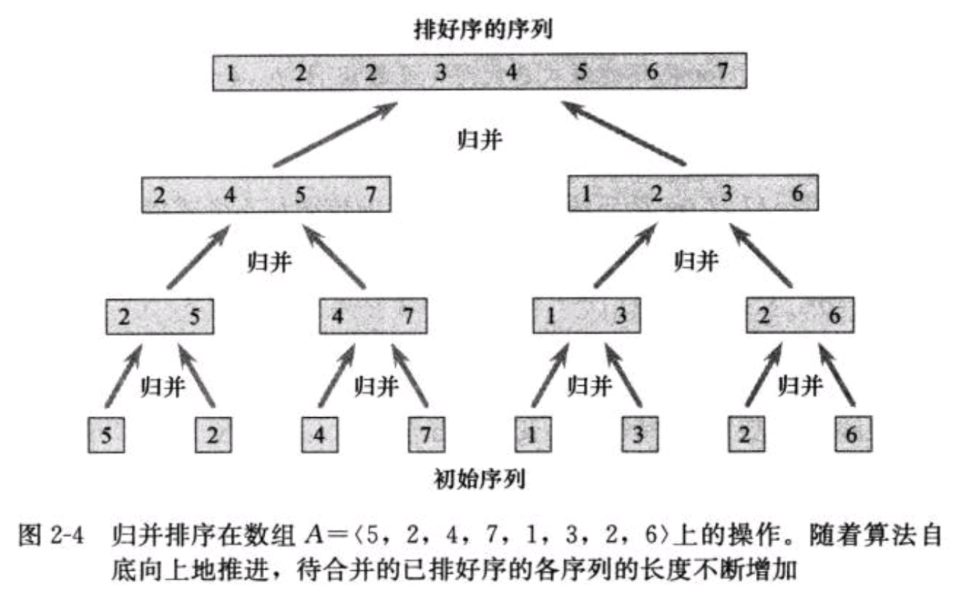 排好序的序列
1 2 2 3 4 5 6 7
归并
2 4 5 7 1 2 3 6
归并 归并
2 5 4 7 1 3 2 6
归并 归并 归并 归并
5 2 4 7 1 3 2 6
初始序列
图 2-4 归并排序在数组 A=⟨5,2,4,7,1,3,2,6⟩上的操作。随着算法自
底向上地推进,待合并的已排好序的各序列的长度不断增加